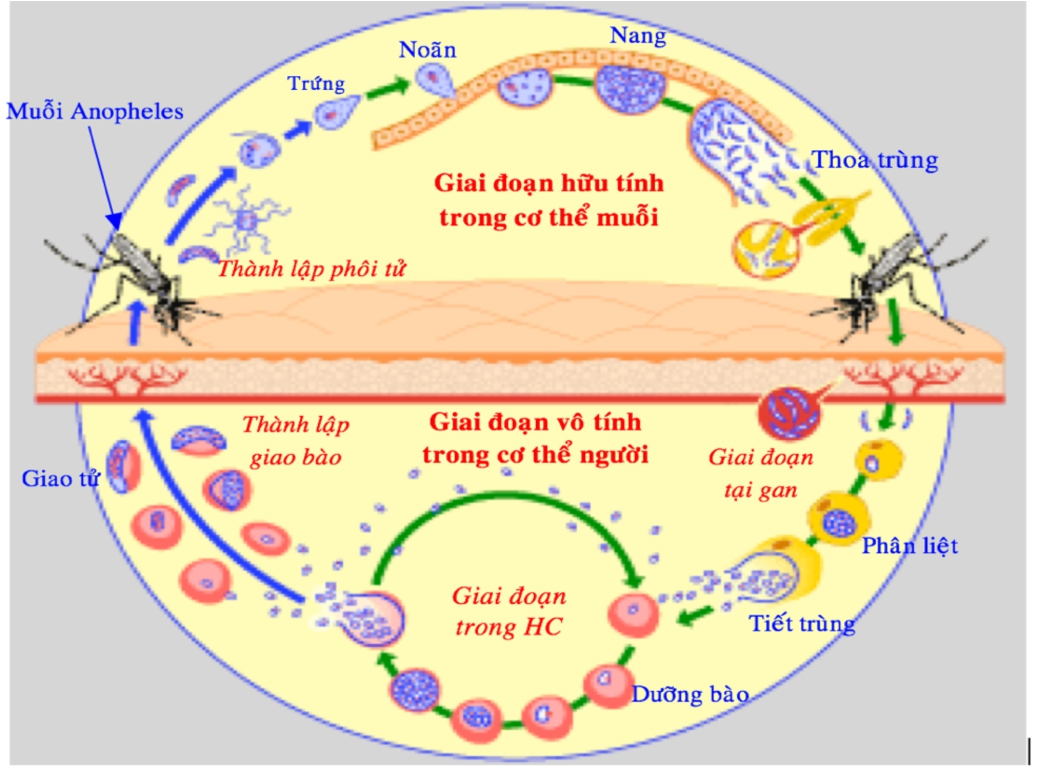 Nang
Noãn
Trứng
Muỗi Anopheles
Thoa trùng
Giai đoạn hữu tính
trong cơ thể muỗi
Thành lập phôi tử
Giai đoạn vô tính
trong cơ thể người
Thành lập
giao bào
Giai đoạn
tại gan
Giao tử
Phân liệt
Giai đoạn
trong HC
Tiết trùng
Dưỡng bào